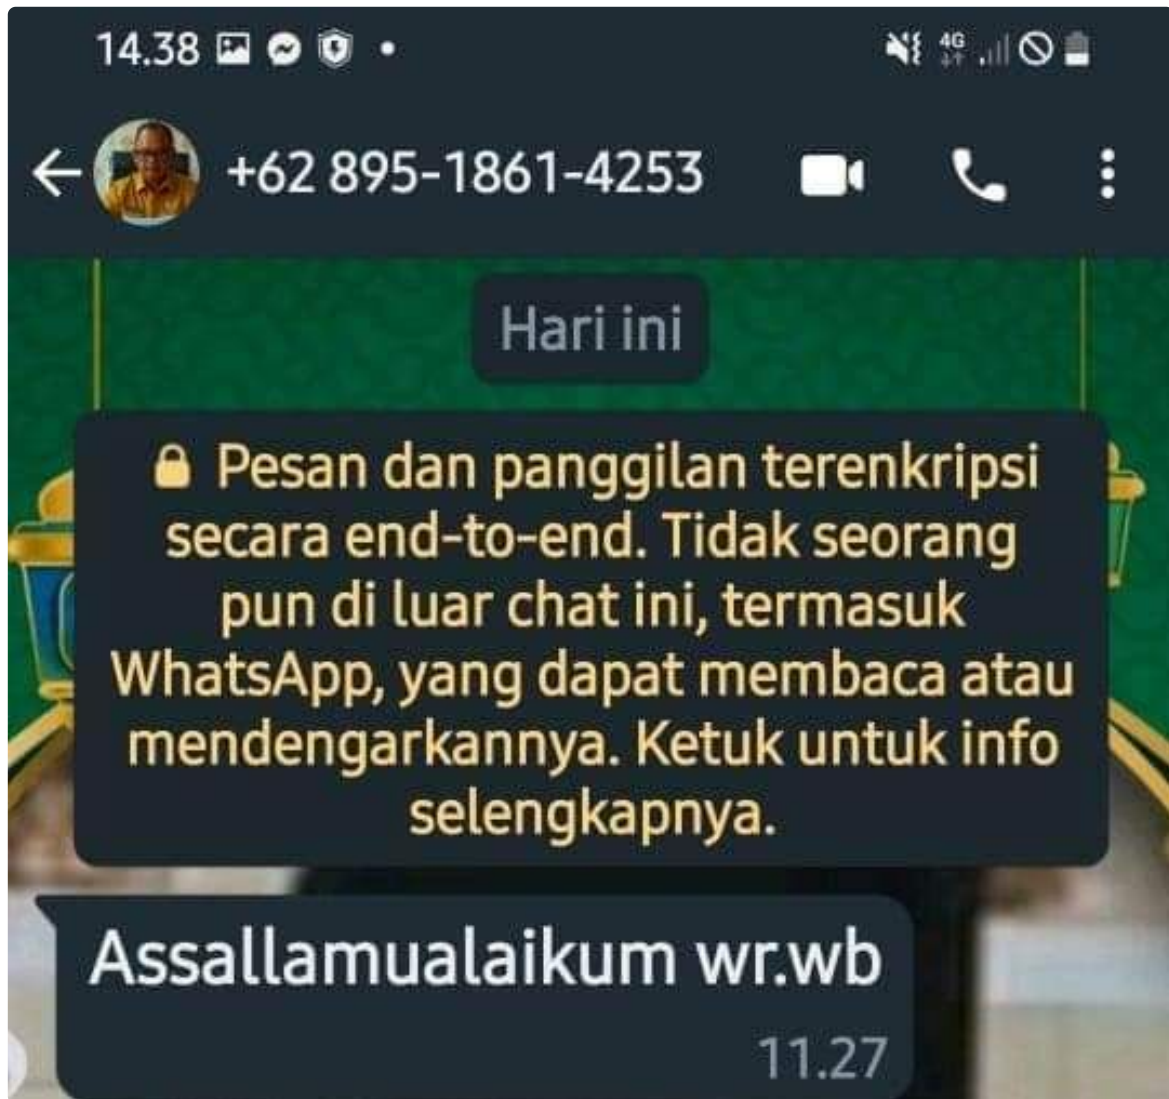 14.38
4G
+62 895-1861-4253
Hari ini
Pesan dan panggilan terenkripsi
secara end-to-end. Tidak seorang
pun di luar chat ini, termasuk
WhatsApp, yang dapat membaca atau
mendengarkannya. Ketuk untuk info
selengkapnya.
Assallamualaikum wr.wb
11.27